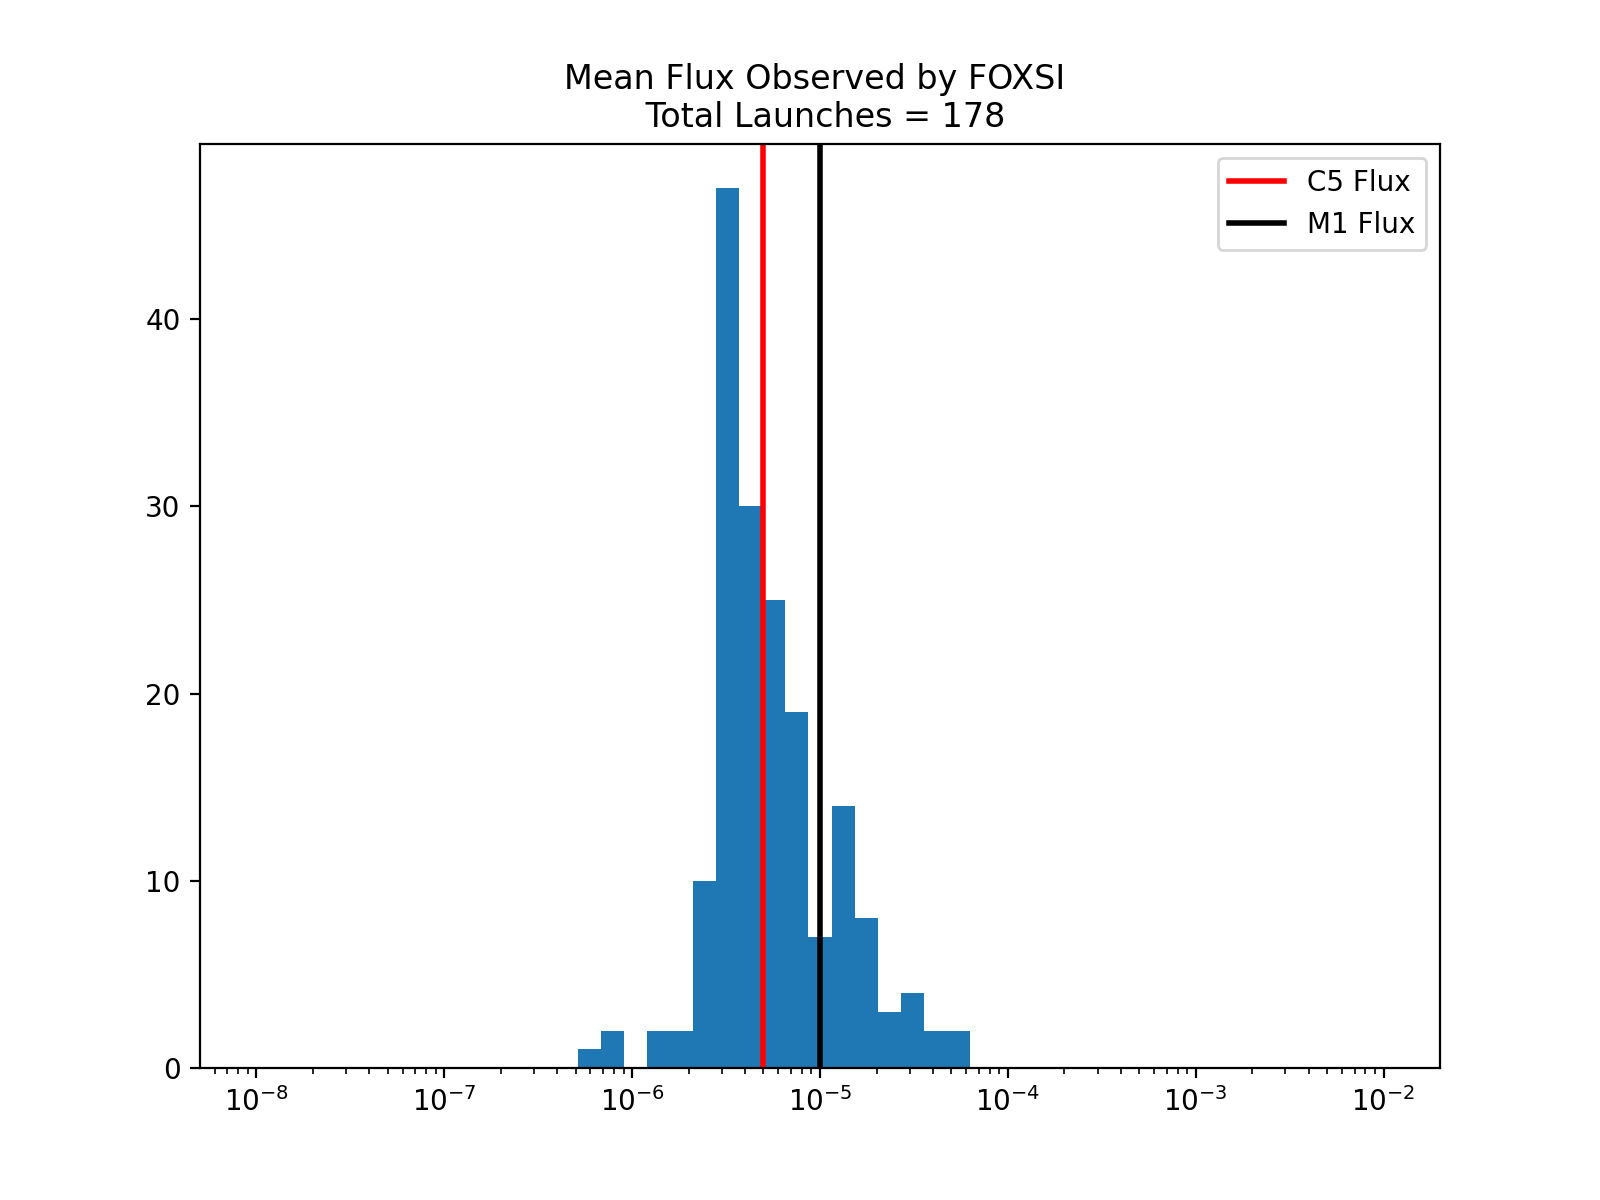 Mean Flux Observed by FOXSI
Total Launches = 178
C5 Flux
M1 Flux
40
30
20
10
0
10⁻⁸ 10⁻⁷ 10⁻⁶ 10⁻⁵ 10⁻⁴ 10⁻³ 10⁻²